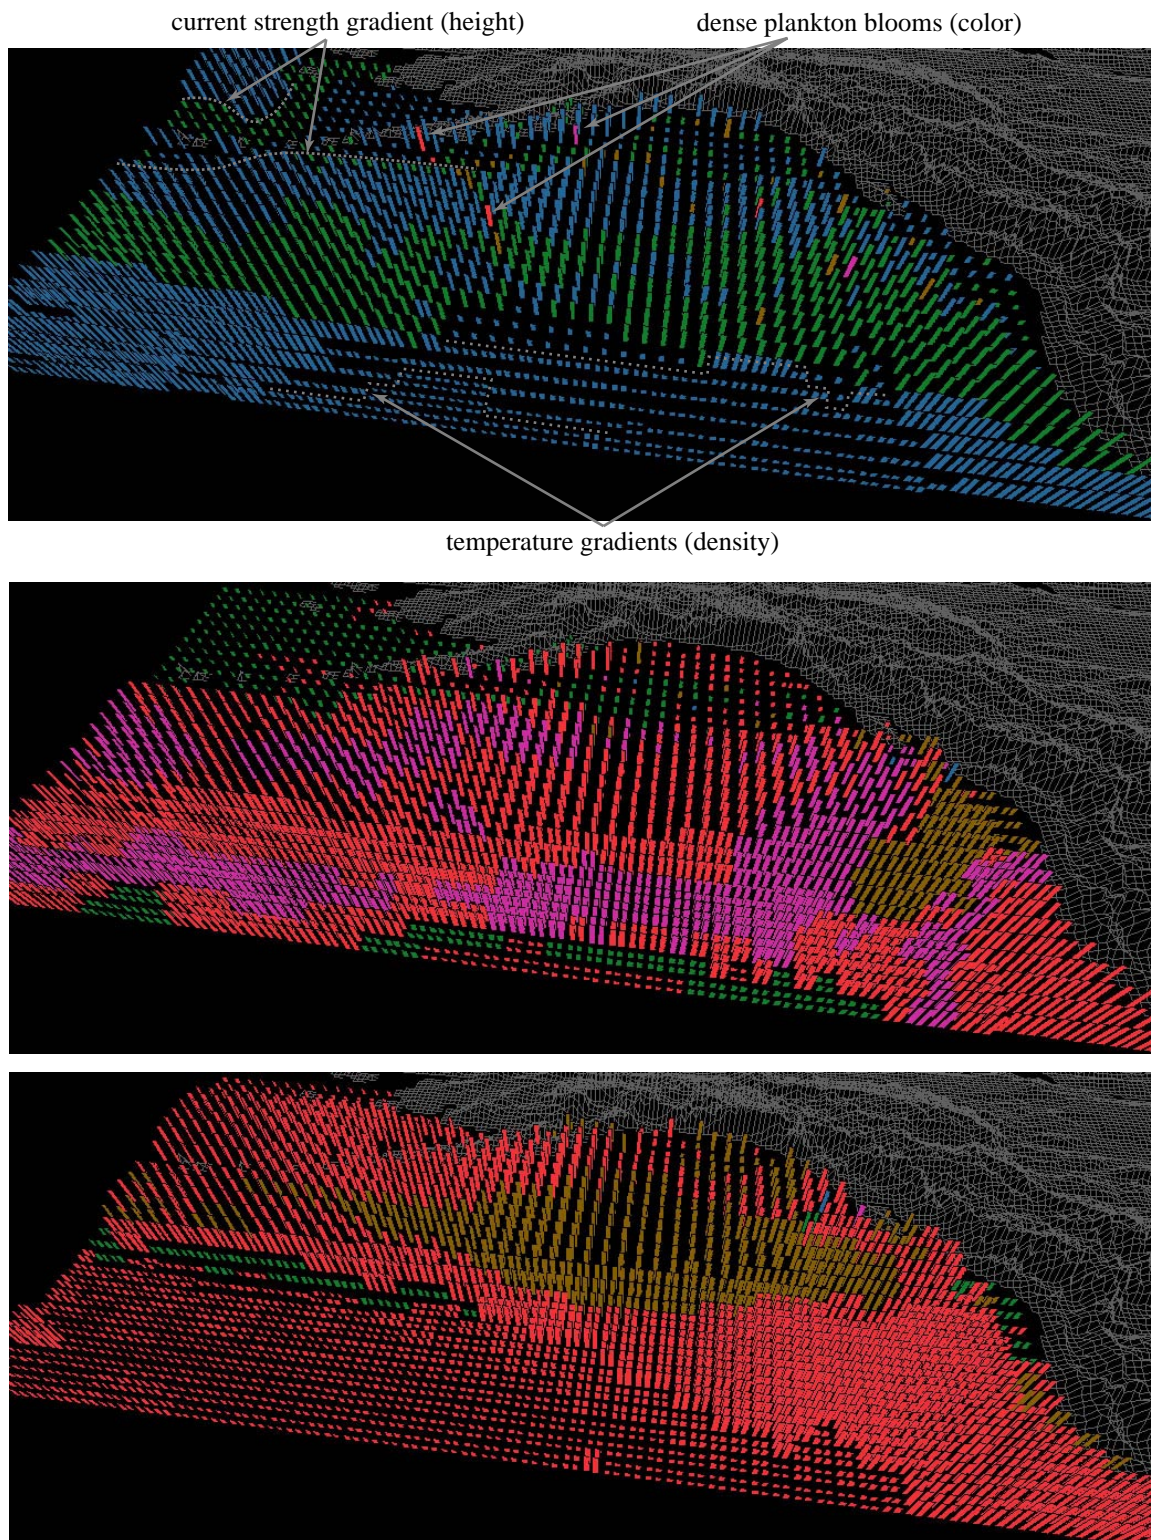 current strength gradient (height)
dense plankton blooms (color)
temperature gradients (density)